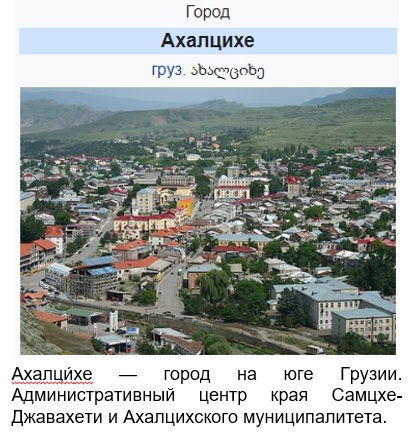 Город
Ахалцихе
груз. ახალციხე
Ахалци́хе — город на юге Грузии.
Административный центр края Самцхе-
Джавахети и Ахалцихского муниципалитета.